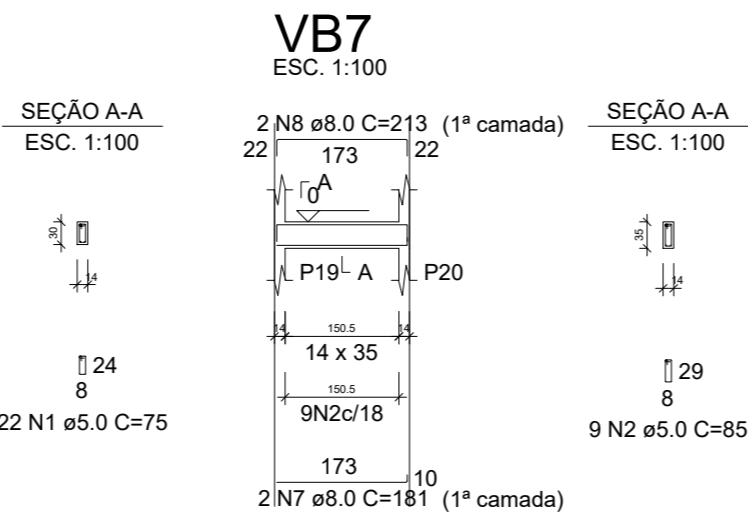 VB7
ESC. 1:100
SEÇÃO A-A
ESC. 1:100
30
14
24
8
22 N1 ø5.0 C=75
2 N8 ø8.0 C=213 (1ª camada)
22 173 22
A
0
P19 A P20
14 150.5 14
14 x 35
150.5
9N2c/18
173 10
2 N7 ø8.0 C=181 (1ª camada)
SEÇÃO A-A
ESC. 1:100
35
14
29
8
9 N2 ø5.0 C=85